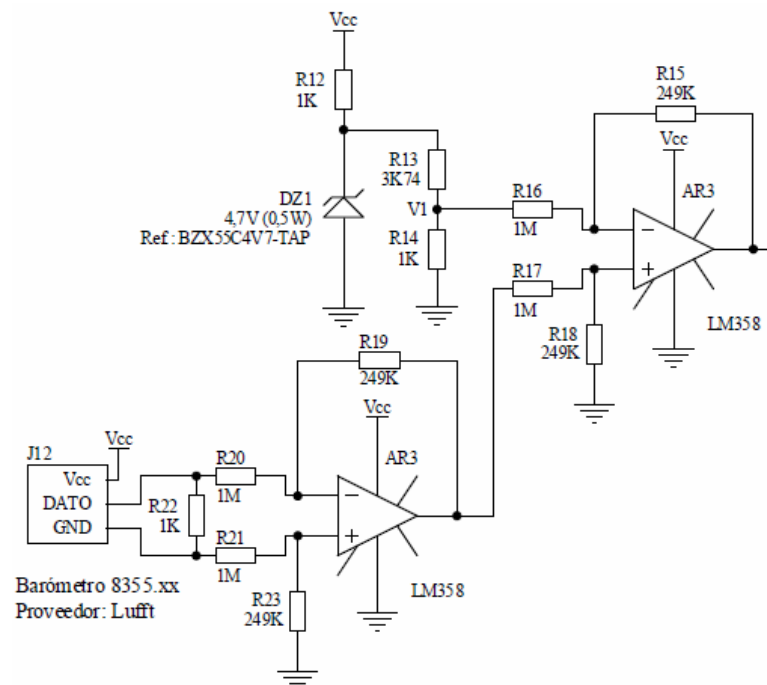 Vcc
R12
1K
R15
249K
Vcc
R13
3K74
AR3
DZ1
4,7V (0,5W)
Ref : BZX55C4V7-TAP
V1
R16
1M
R14
1K
R17
1M
LM358
R18
249K
R19
249K
Vcc
AR3
Vcc
J12
Vcc
DATO
GND
R20
1M
R22
1K
R21
1M
LM358
R23
249K
Barómetro 8355.xx
Proveedor: Lufft